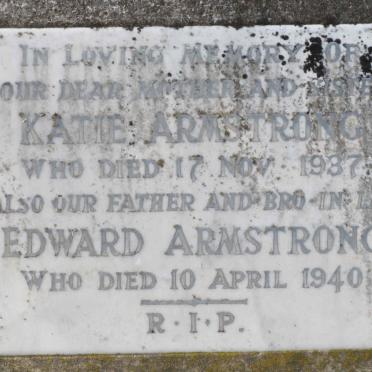 IN LOVING MEMORY OF
OUR DEAR MOTHER AND
KATIE ARMSTRONG
WHO DIED 17 NOV. 1937
ALSO OUR FATHER AND BRO-IN
EDWARD ARMSTRONG
WHO DIED 10 APRIL 1940
R·I·P.